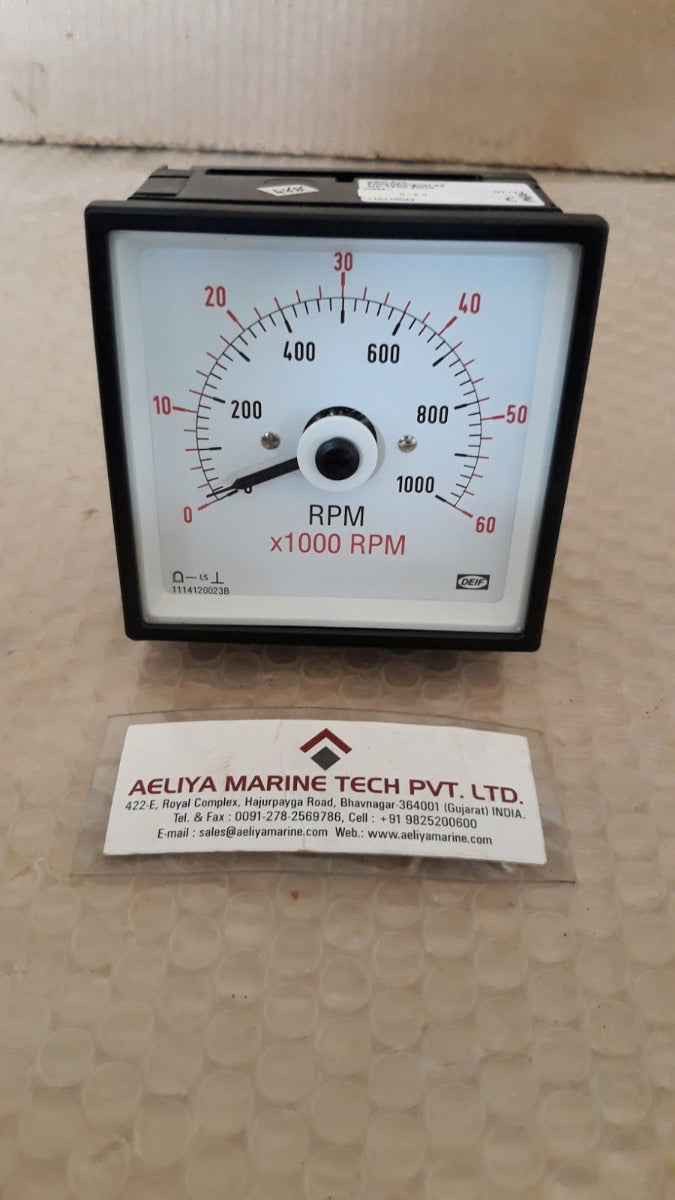 30
20
40
400
600
10
200
800
50
1000
0
RPM
60
x1000 RPM
1.5
DEIF
1114120023B
AELIYA MARINE TECH PVT. LTD.
422-E, Royal Complex, Hajurpayga Road, Bhavnagar-364001 (Gujarat) INDIA.
Tel. & Fax : 0091-278-2569786, Cell : +91 9825200600
E-mail : sales@aeliyamarine.com Web.: www.aeliyamarine.com